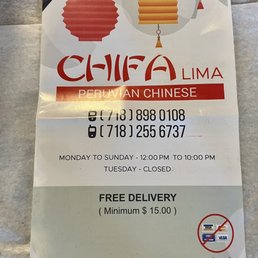 CHIFA LIMA
PERUVIAN CHINESE
(718) 898 0108
(718) 255 6737
MONDAY TO SUNDAY - 12:00 PM TO 10:00 PM
TUESDAY - CLOSED
FREE DELIVERY
( Minimum $ 15.00 )
VISA